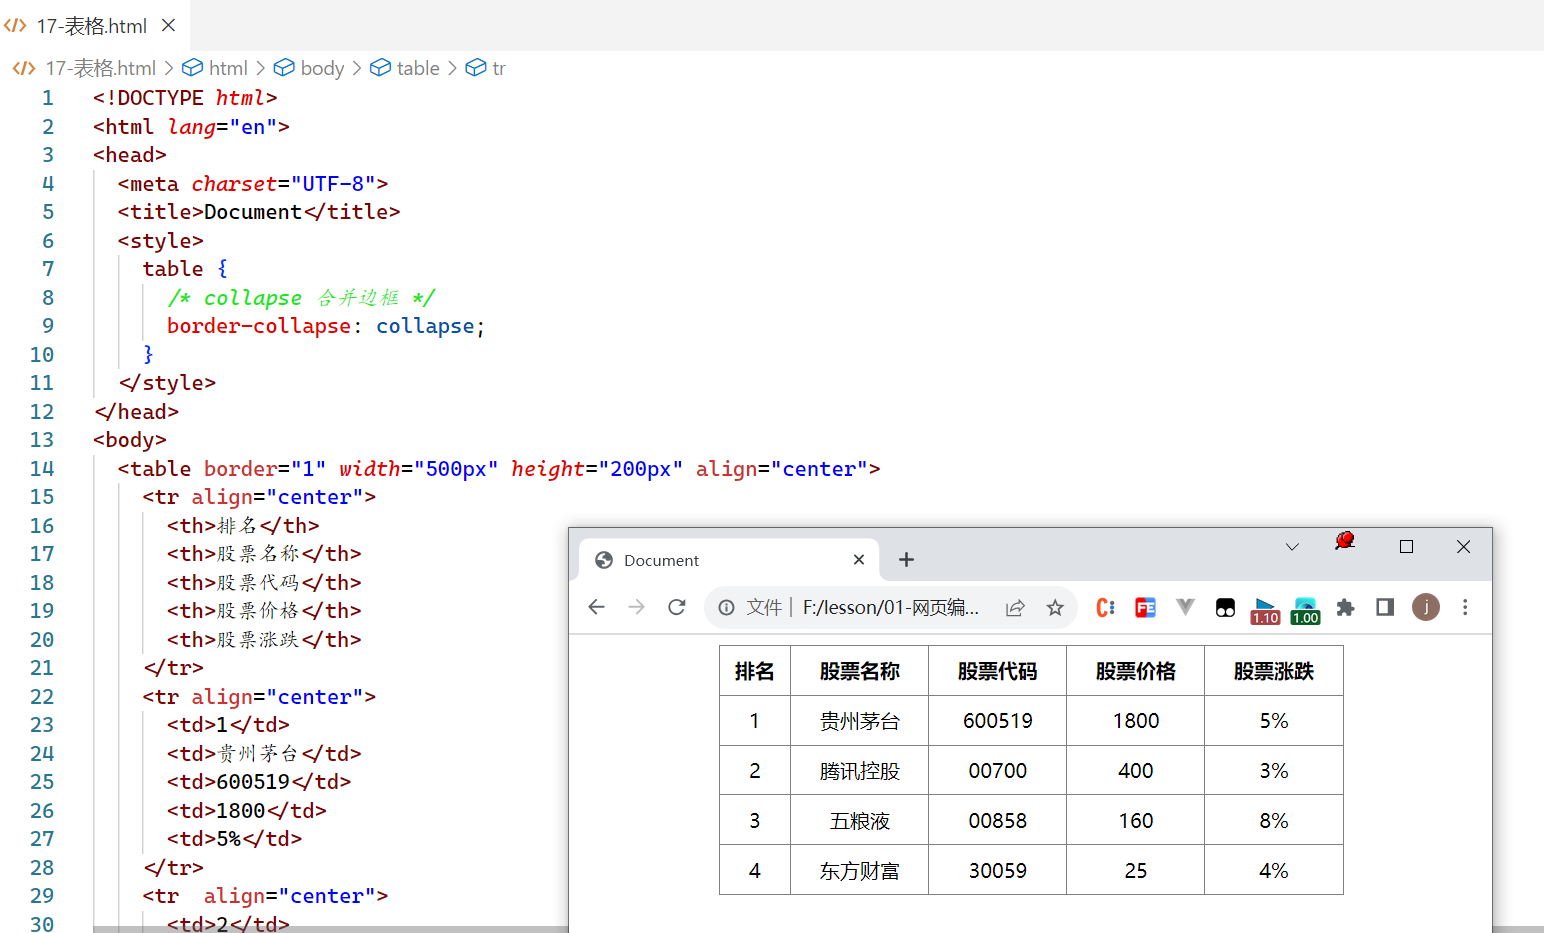 17-表格.html
17-表格.html > html > body > table > tr
1 <!DOCTYPE html>
2 <html lang="en">
3 <head>
4 <meta charset="UTF-8">
5 <title>Document</title>
6 <style>
7 table {
8 /* collapse 合并边框 */
9 border-collapse: collapse;
10 }
11 </style>
12 </head>
13 <body>
14 <table border="1" width="500px" height="200px" align="center">
15 <tr align="center">
16 <th>排名</th>
17 <th>股票名称</th>
18 <th>股票代码</th>
19 <th>股票价格</th>
20 <th>股票涨跌</th>
21 </tr>
22 <tr align="center">
23 <td>1</td>
24 <td>贵州茅台</td>
25 <td>600519</td>
26 <td>1800</td>
27 <td>5%</td>
28 </tr>
29 <tr  align="center">
30 <td>2</td>
Document
文件 | F:/lesson/01-网页编... C FE 1.10 1.00 j
排名 股票名称 股票代码 股票价格 股票涨跌
1 贵州茅台 600519 1800 5%
2 腾讯控股 00700 400 3%
3 五粮液 00858 160 8%
4 东方财富 30059 25 4%